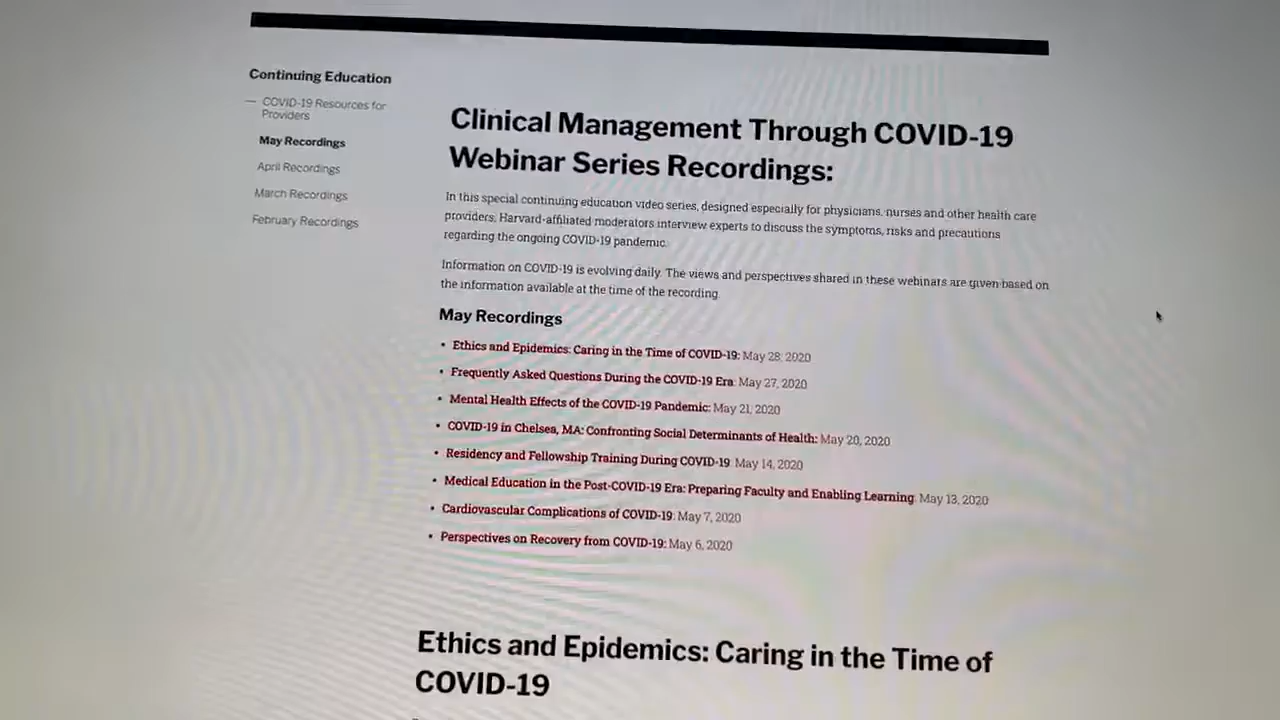 Continuing Education
— COVID-19 Resources for
Providers
May Recordings
April Recordings
March Recordings
February Recordings
Clinical Management Through COVID-19
Webinar Series Recordings:
In this special continuing education video series, designed especially for physicians, nurses and other health care
providers, Harvard-affiliated moderators interview experts to discuss the symptoms, risks and precautions
regarding the ongoing COVID-19 pandemic.
Information on COVID-19 is evolving daily. The views and perspectives shared in these webinars are given based on
the information available at the time of the recording.
May Recordings
• Ethics and Epidemics: Caring in the Time of COVID-19: May 28, 2020
• Frequently Asked Questions During the COVID-19 Era: May 27, 2020
• Mental Health Effects of the COVID-19 Pandemic: May 21, 2020
• COVID-19 in Chelsea, MA: Confronting Social Determinants of Health: May 20, 2020
• Residency and Fellowship Training During COVID-19: May 14, 2020
• Medical Education in the Post-COVID-19 Era: Preparing Faculty and Enabling Learning: May 13, 2020
• Cardiovascular Complications of COVID-19: May 7, 2020
• Perspectives on Recovery from COVID-19: May 6, 2020
Ethics and Epidemics: Caring in the Time of
COVID-19